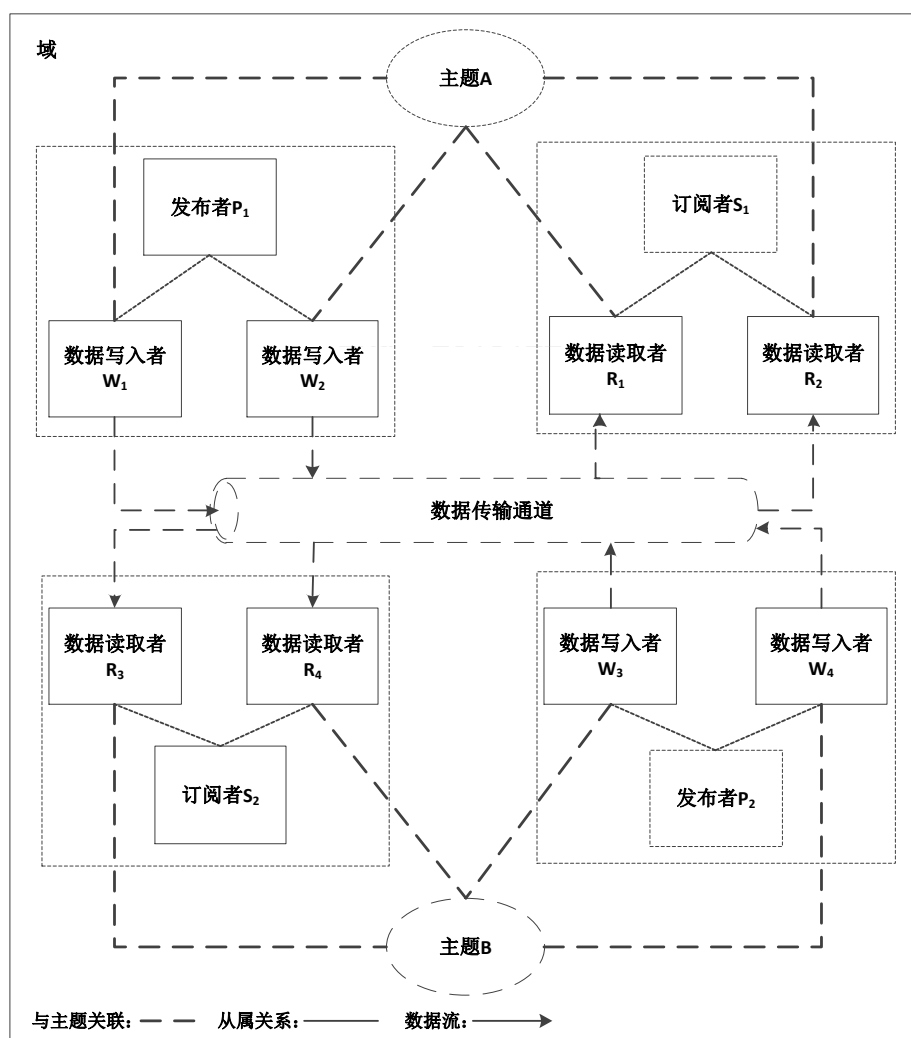 域
主题A
发布者P₁
订阅者S₁
数据写入者
W₁
数据写入者
W₂
数据读取者
R₁
数据读取者
R₂
数据传输通道
数据读取者
R₃
数据读取者
R₄
数据写入者
W₃
数据写入者
W₄
订阅者S₂
发布者P₂
主题B
与主题关联：
从属关系：
数据流：